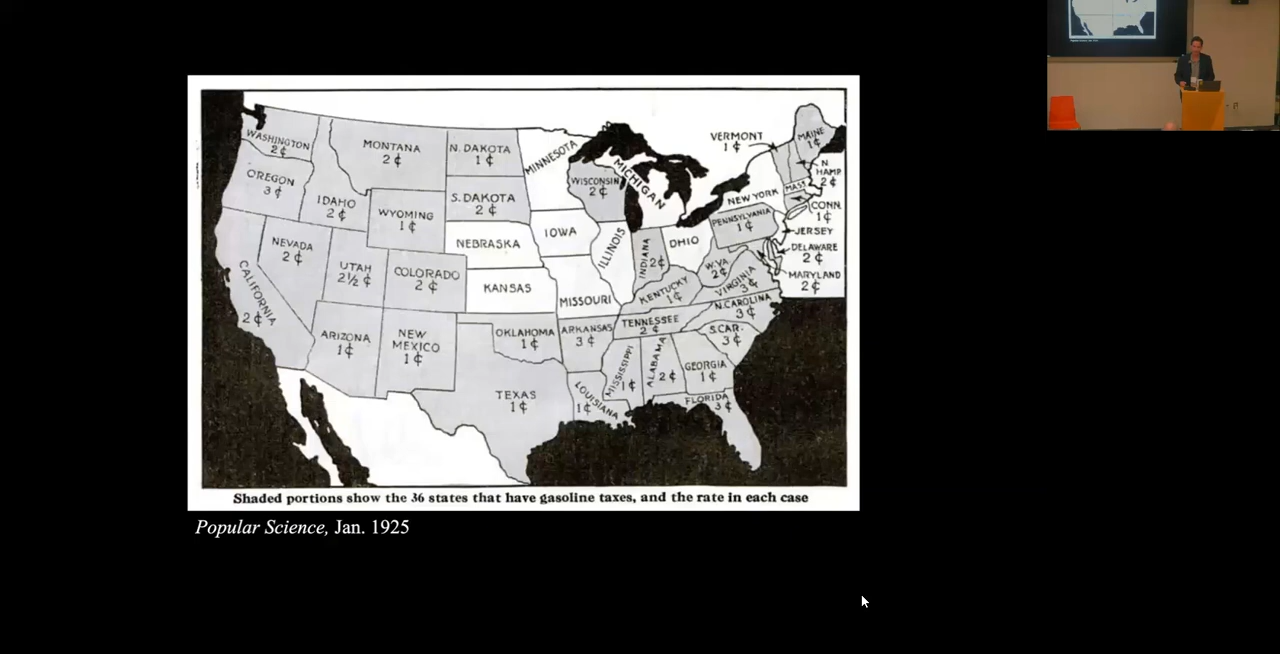 WASHINGTON
2¢
OREGON
3¢
IDAHO
2¢
MONTANA
2¢
WYOMING
1¢
N. DAKOTA
1¢
S. DAKOTA
2¢
NEBRASKA
KANSAS
MINNESOTA
IOWA
MISSOURI
WISCONSIN
2¢
MICHIGAN
ILLINOIS
INDIANA
2¢
OHIO
KENTUCKY
1¢
TENNESSEE
2¢
NEVADA
2¢
UTAH
2½¢
COLORADO
2¢
CALIFORNIA
2¢
ARIZONA
1¢
NEW
MEXICO
1¢
OKLAHOMA
1¢
TEXAS
1¢
ARKANSAS
3¢
LOUISIANA
1¢
MISSISSIPPI
1¢
ALABAMA
2¢
GEORGIA
1¢
FLORIDA
3¢
S.CAR.
3¢
N.CAROLINA
3¢
VIRGINIA
3¢
W.VA.
2¢
PENNSYLVANIA
1¢
NEW YORK
VERMONT
1¢
MAINE
1¢
N.
HAMP.
2¢
MASS.
CONN.
1¢
JERSEY
DELAWARE
2¢
MARYLAND
2¢
Shaded portions show the 36 states that have gasoline taxes, and the rate in each case
Popular Science, Jan. 1925